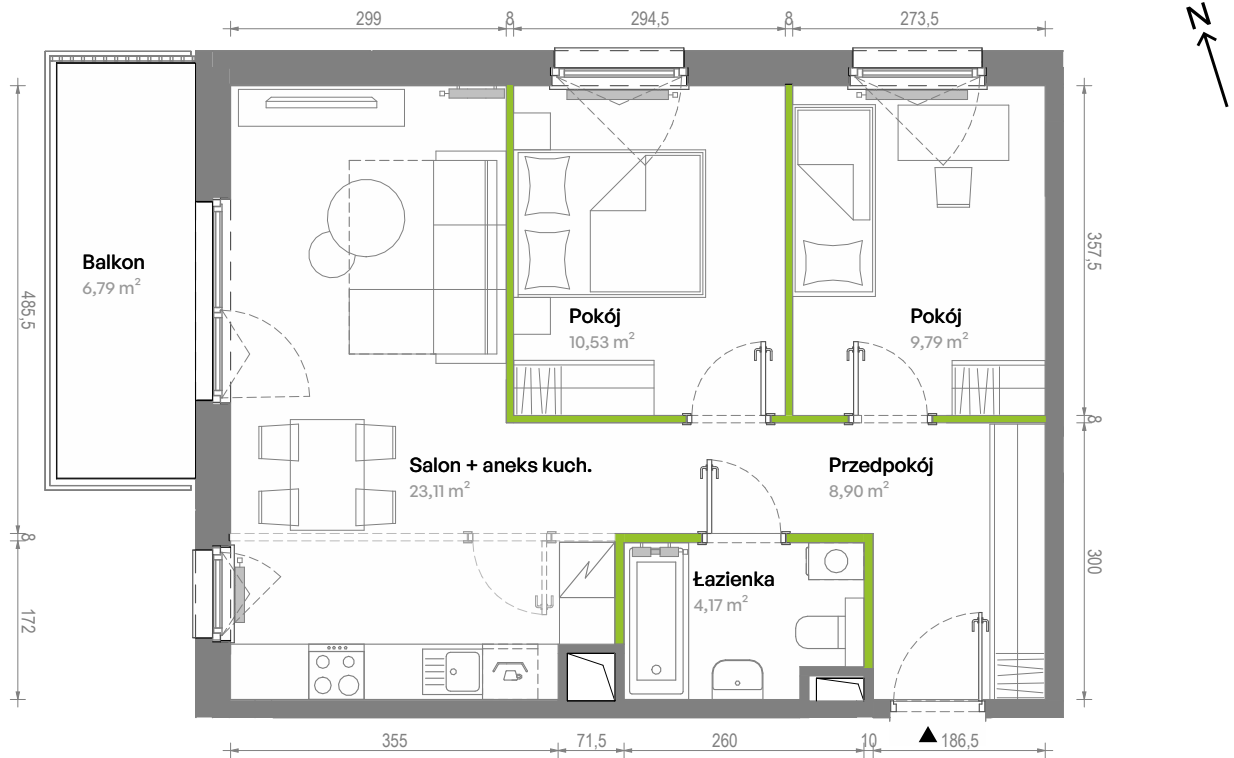 299
8
294,5
8
273,5
N
Balkon
6,79 m²
485,5
8
172
Pokój
10,53 m²
Pokój
9,79 m²
357,5
8
300
Salon + aneks kuch.
23,11 m²
Przedpokój
8,90 m²
Łazienka
4,17 m²
355
71,5
260
10
186,5